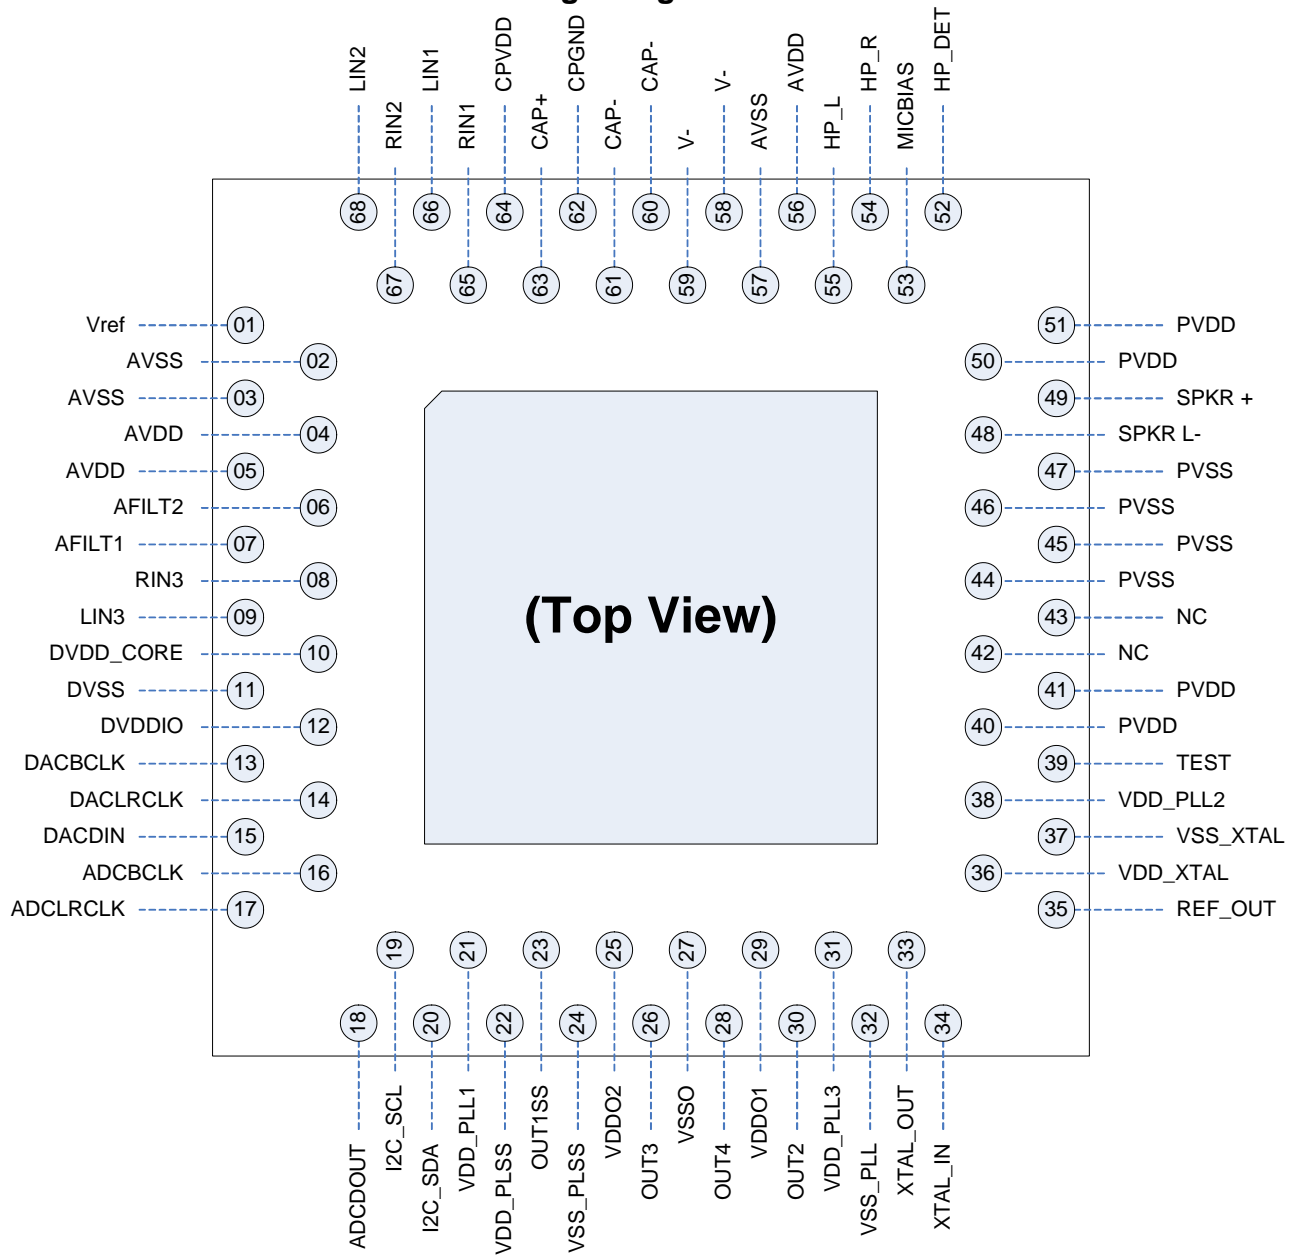 LIN2
RIN2
LIN1
RIN1
CPVDD
CAP+
CPGND
CAP-
CAP-
V-
V-
AVSS
AVDD
HP_L
HP_R
MICBIAS
HP_DET
68
67
66
65
64
63
62
61
60
59
58
57
56
55
54
53
52
Vref 01
AVSS 02
AVSS 03
AVDD 04
AVDD 05
AFILT2 06
AFILT1 07
RIN3 08
LIN3 09
DVDD_CORE 10
DVSS 11
DVDDIO 12
DACBCLK 13
DACLRCLK 14
DACDIN 15
ADCBCLK 16
ADCLRCLK 17
(Top View)
51 PVDD
50 PVDD
49 SPKR +
48 SPKR L-
47 PVSS
46 PVSS
45 PVSS
44 PVSS
43 NC
42 NC
41 PVDD
40 PVDD
39 TEST
38 VDD_PLL2
37 VSS_XTAL
36 VDD_XTAL
35 REF_OUT
18
19
20
21
22
23
24
25
26
27
28
29
30
31
32
33
34
ADCDOUT
I2C_SCL
I2C_SDA
VDD_PLL1
VDD_PLSS
OUT1SS
VSS_PLSS
VDDO2
OUT3
VSSO
OUT4
VDDO1
OUT2
VDD_PLL3
VSS_PLL
XTAL_OUT
XTAL_IN